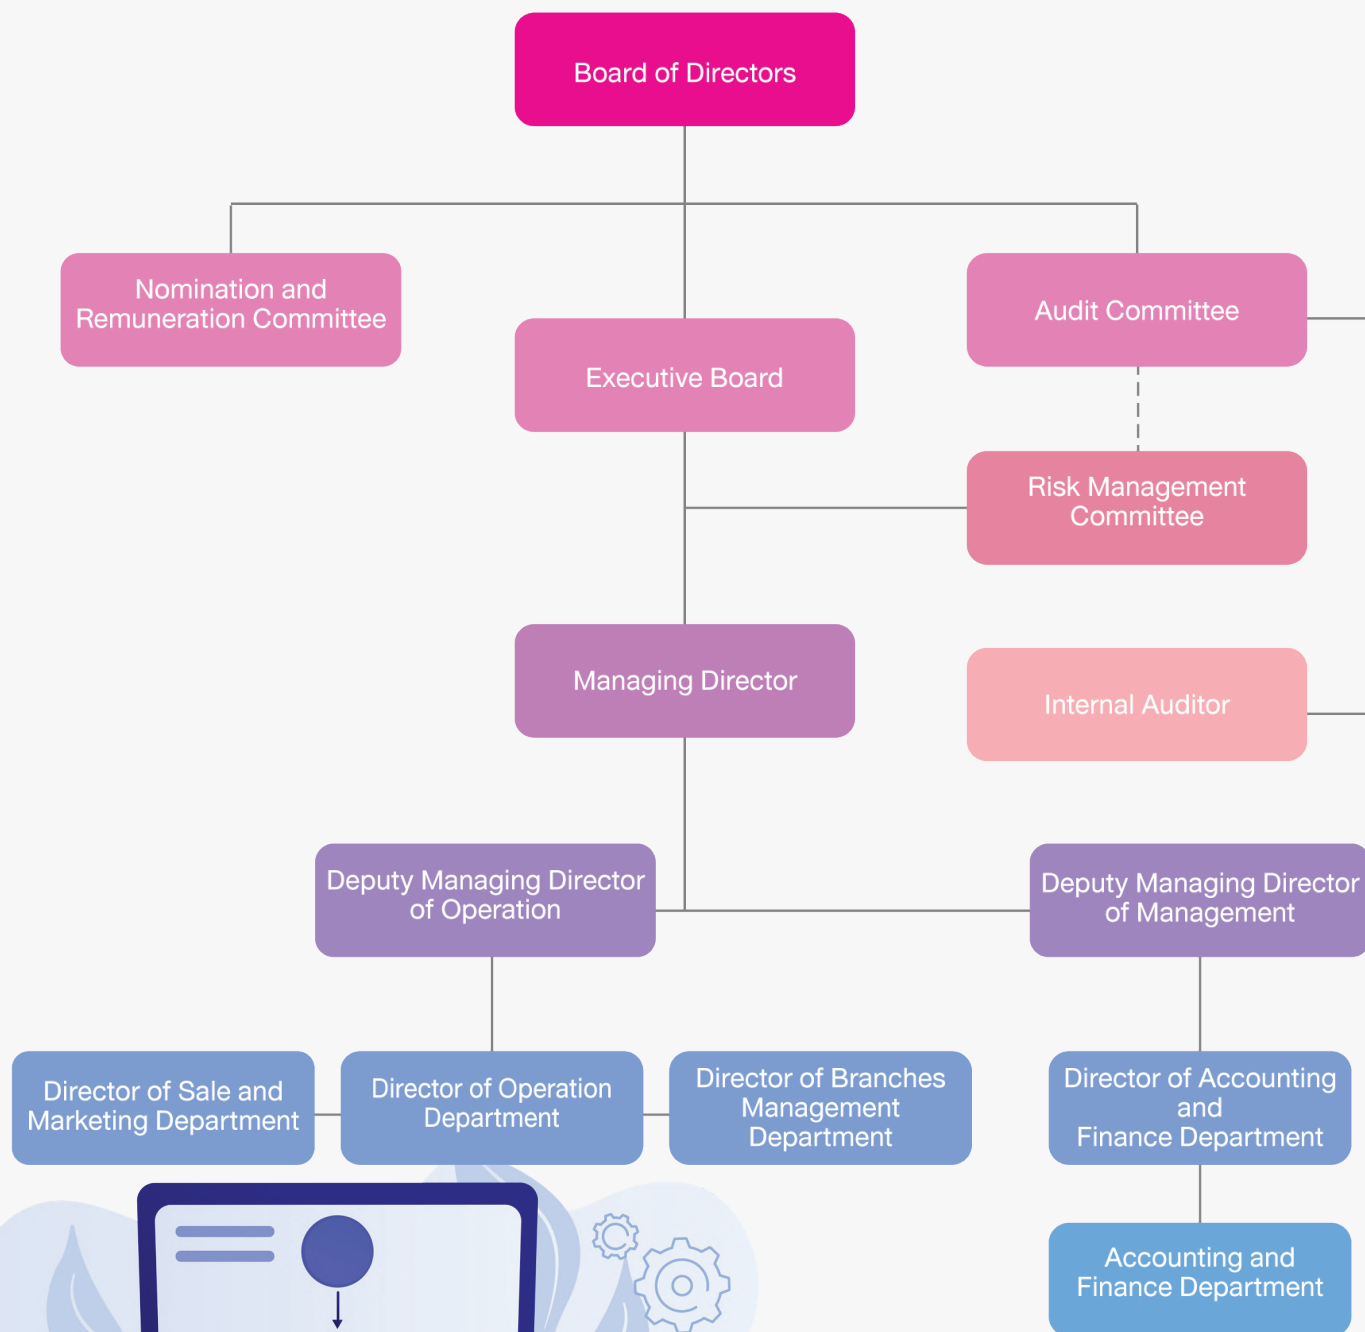 Board of Directors
Nomination and
Remuneration Committee
Audit Committee
Executive Board
Risk Management
Committee
Managing Director
Internal Auditor
Deputy Managing Director
of Operation
Deputy Managing Director
of Management
Director of Sale and
Marketing Department
Director of Operation
Department
Director of Branches
Management
Department
Director of Accounting
and
Finance Department
Accounting and
Finance Department